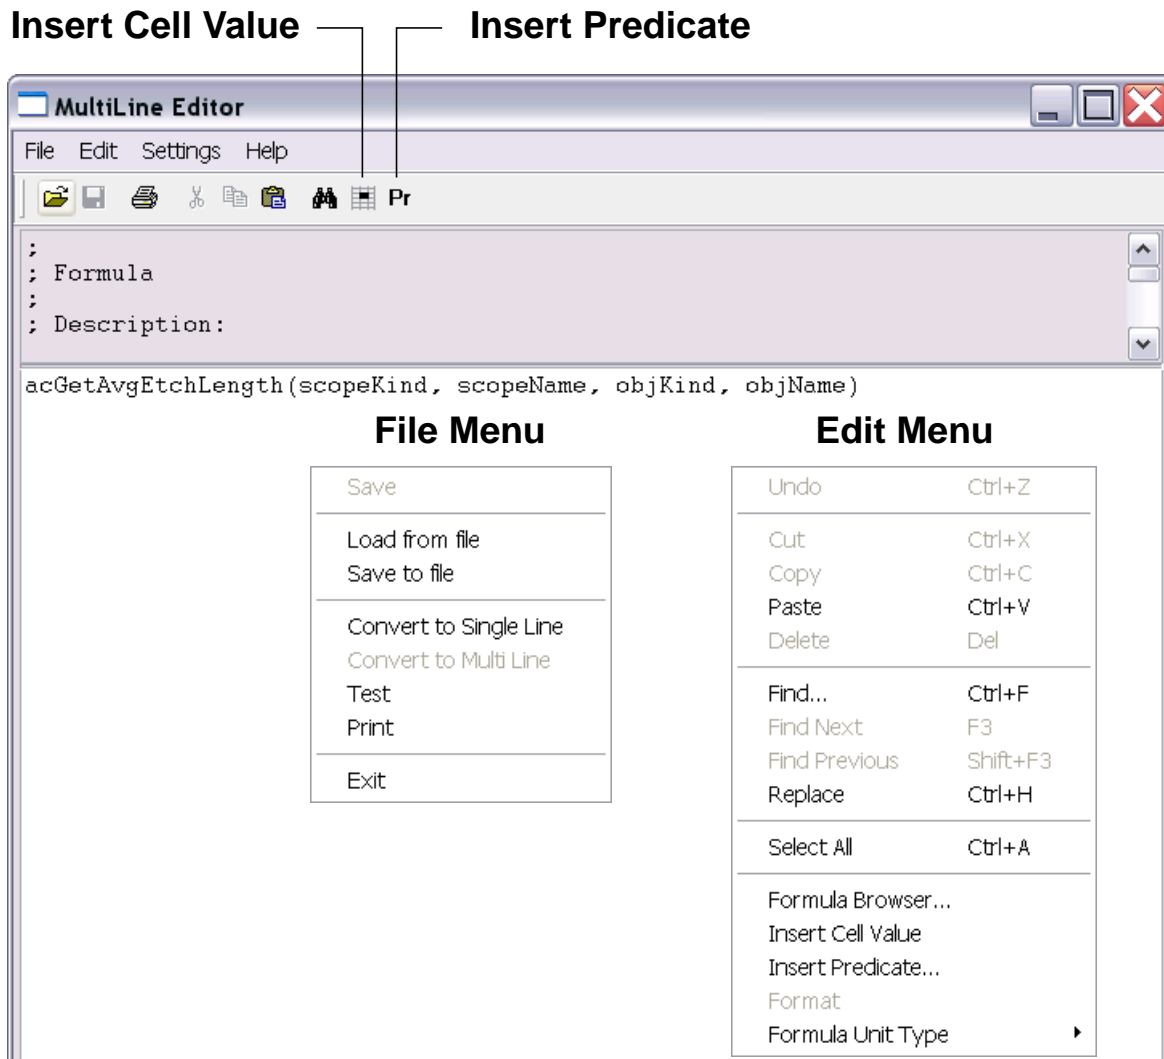 Insert Cell Value Insert Predicate
MultiLine Editor
File Edit Settings Help
Pr
;
; Formula
;
; Description:
acGetAvgEtchLength(scopeKind, scopeName, objKind, objName)
File Menu
Save
Load from file
Save to file
Convert to Single Line
Convert to Multi Line
Test
Print
Exit
Edit Menu
Undo Ctrl+Z
Cut Ctrl+X
Copy Ctrl+C
Paste Ctrl+V
Delete Del
Find... Ctrl+F
Find Next F3
Find Previous Shift+F3
Replace Ctrl+H
Select All Ctrl+A
Formula Browser...
Insert Cell Value
Insert Predicate...
Format
Formula Unit Type